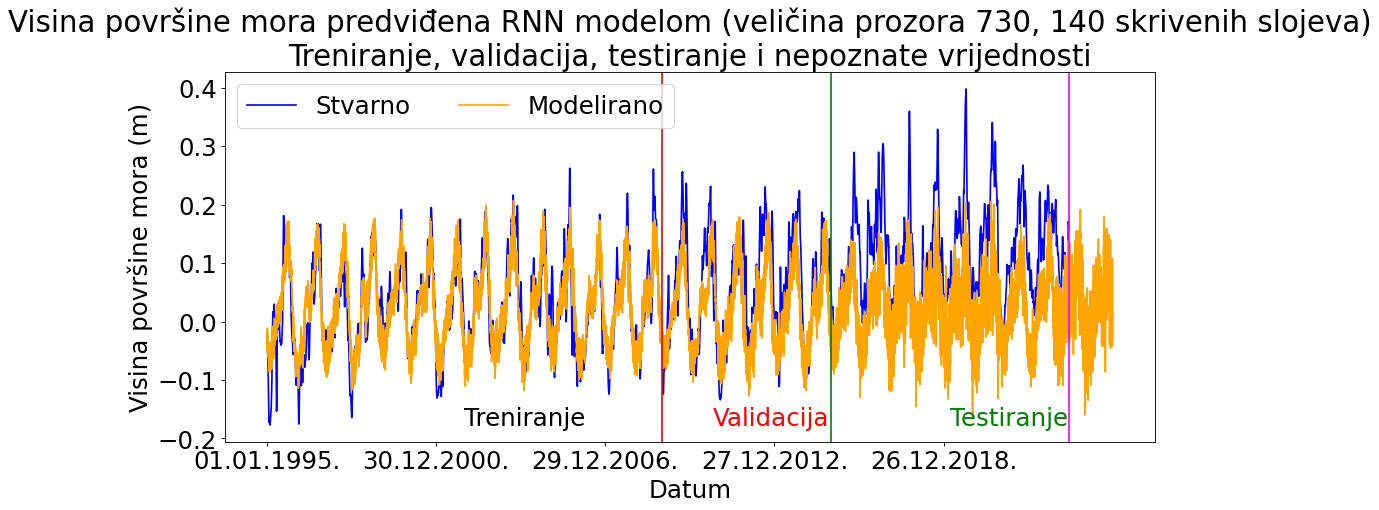 Visina površine mora predviđena RNN modelom (veličina prozora 730, 140 skrivenih slojeva)
Treniranje, validacija, testiranje i nepoznate vrijednosti
Stvarno Modelirano
Visina površine mora (m)
0.4
0.3
0.2
0.1
0.0
−0.1
−0.2
Treniranje Validacija Testiranje
01.01.1995. 30.12.2000. 29.12.2006. 27.12.2012. 26.12.2018.
Datum